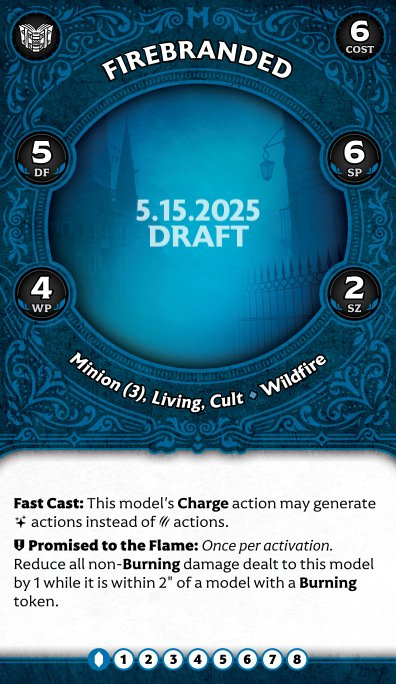 FIREBRANDED
6
COST
5
DF
6
SP
5.15.2025
DRAFT
4
WP
2
SZ
Minion (3), Living, Cult ◆ Wildfire
Fast Cast: This model's Charge action may generate
actions instead of actions.
Promised to the Flame: Once per activation.
Reduce all non-Burning damage dealt to this model
by 1 while it is within 2" of a model with a Burning
token.
1 2 3 4 5 6 7 8